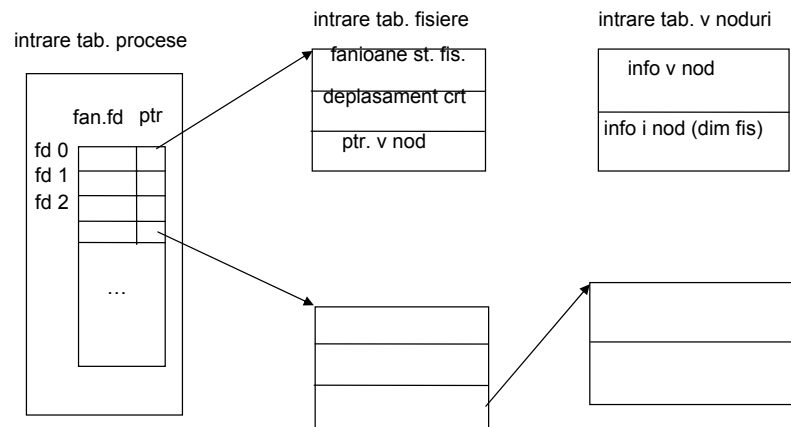 intrare tab. procese
fan.fd ptr
fd 0
fd 1
fd 2
...
intrare tab. fisiere
fanioane st. fis.
deplasament crt
ptr. v nod
intrare tab. v noduri
info v nod
info i nod (dim fis)